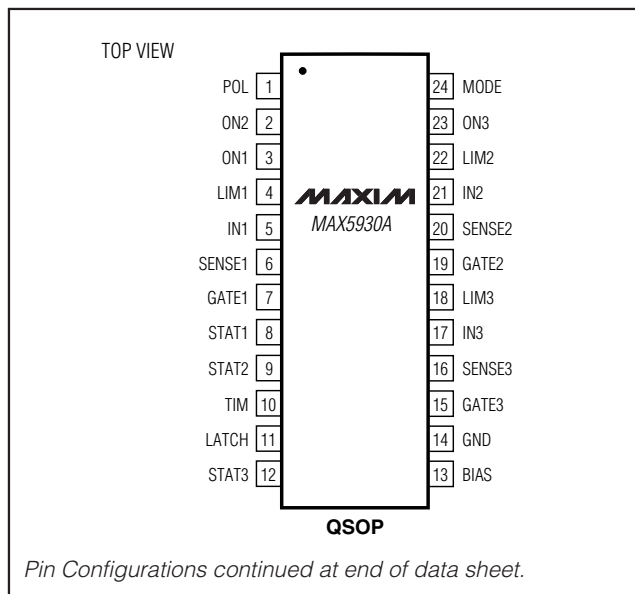 TOP VIEW
POL 1 24 MODE
ON2 2 23 ON3
ON1 3 22 LIM2
LIM1 4 MAXIM 21 IN2
IN1 5 MAX5930A 20 SENSE2
SENSE1 6 19 GATE2
GATE1 7 18 LIM3
STAT1 8 17 IN3
STAT2 9 16 SENSE3
TIM 10 15 GATE3
LATCH 11 14 GND
STAT3 12 13 BIAS
QSOP
Pin Configurations continued at end of data sheet.